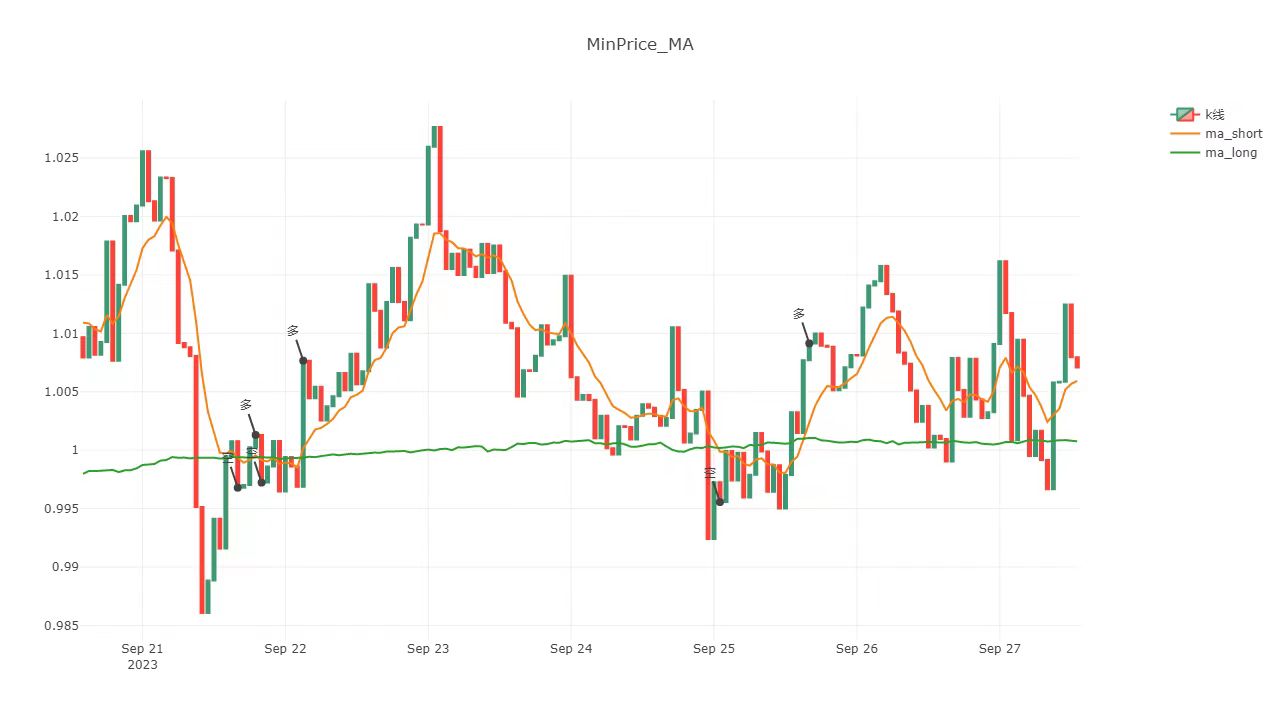 MinPrice_MA
k线
ma_short
ma_long
1.025
1.02
1.015
1.01
1.005
1
0.995
0.99
0.985
多
多
多
空
空
Sep 21
2023
Sep 22
Sep 23
Sep 24
Sep 25
Sep 26
Sep 27